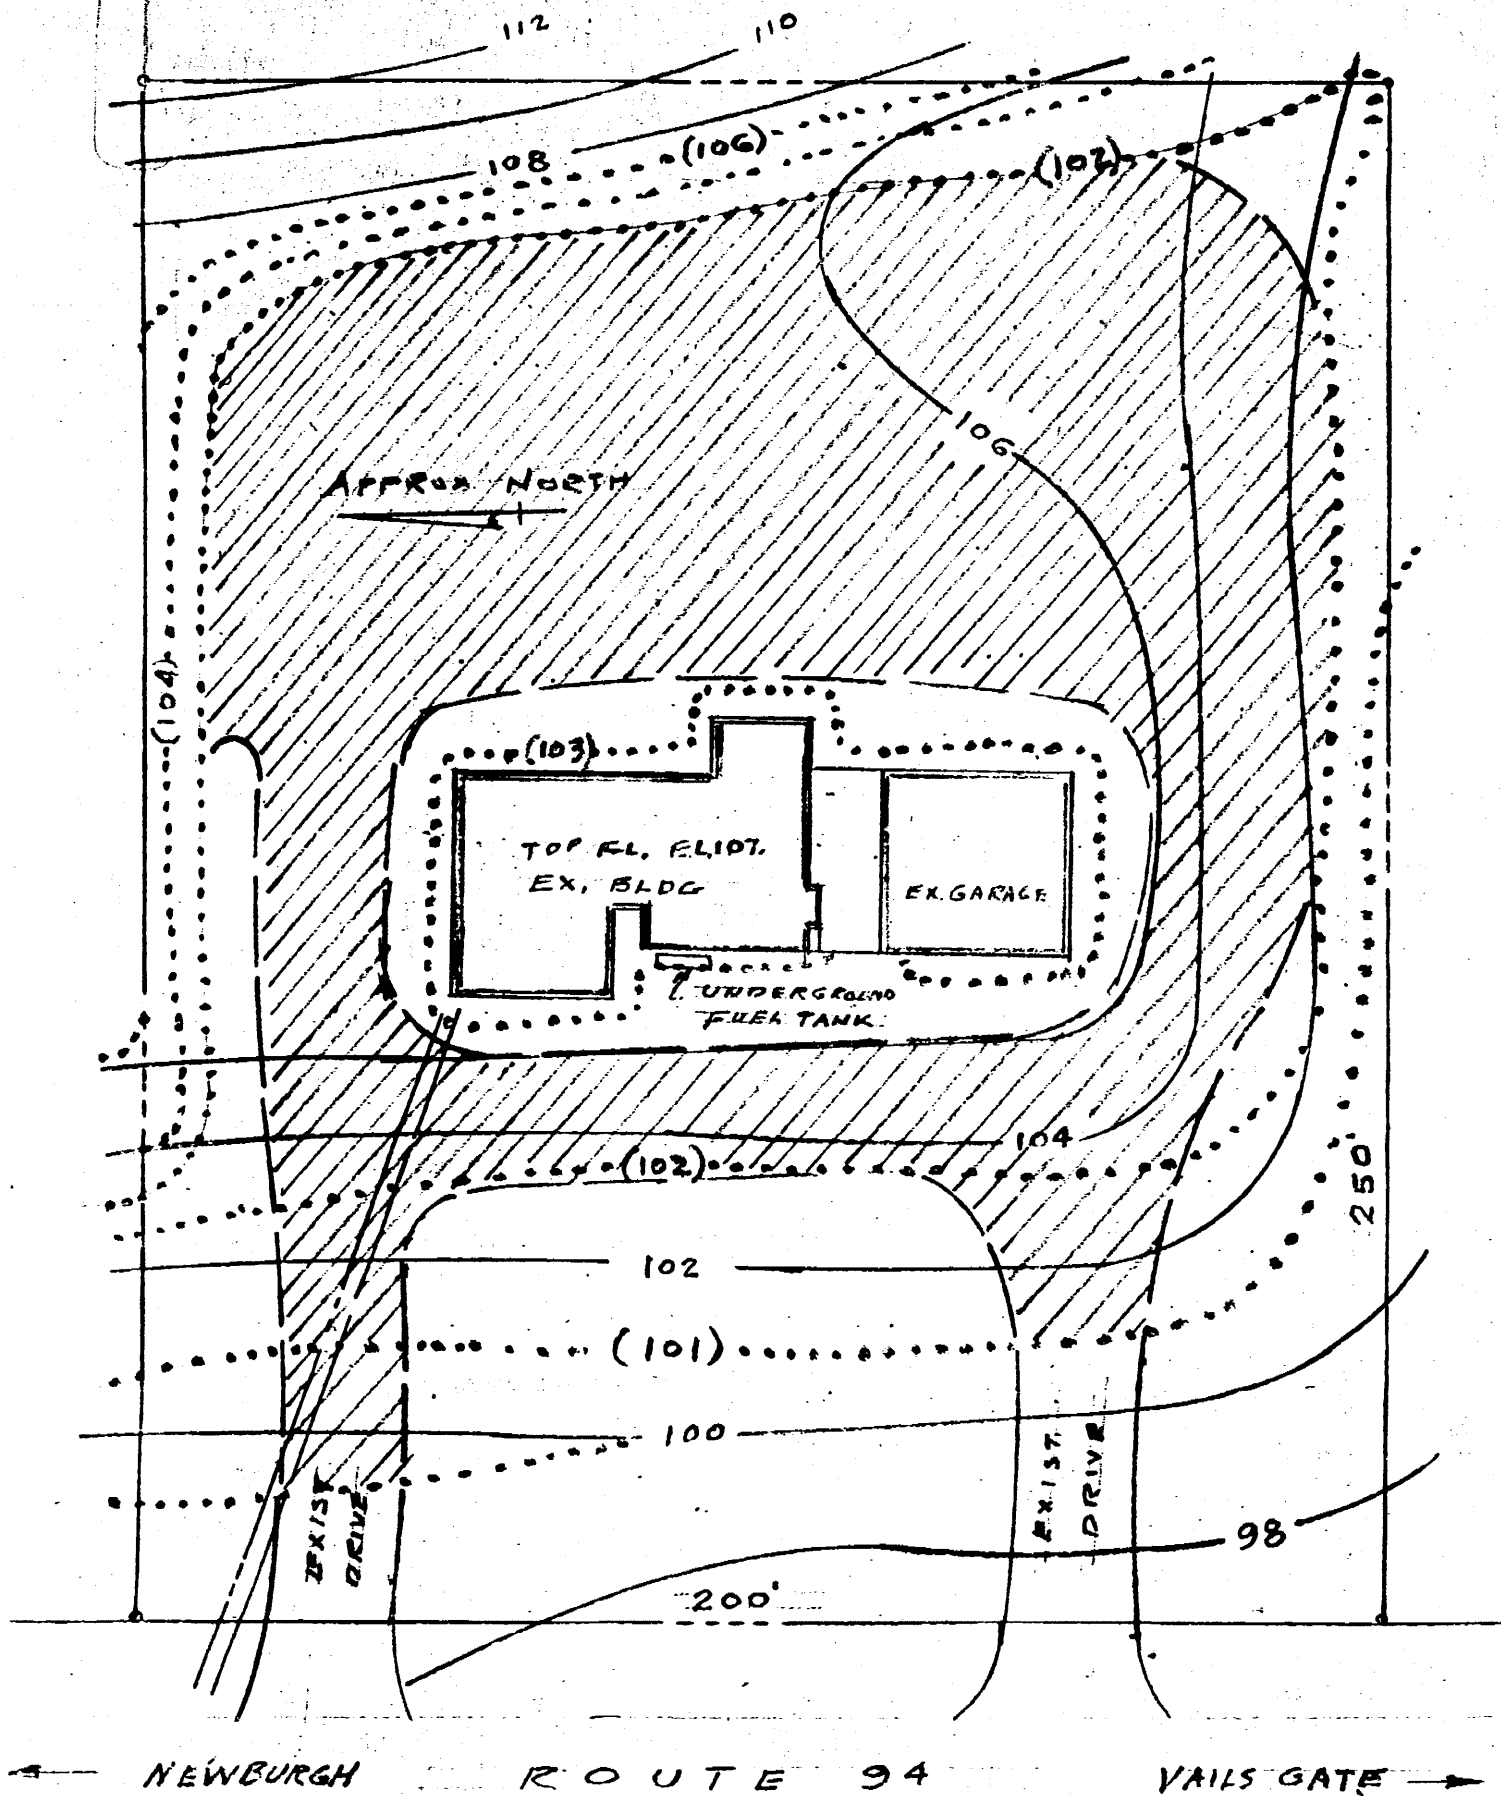 112
110
108
(106)
(102)
106
APPROX NORTH
(104)
(103)
TOP FL. EL.107.
EX. BLDG
EX. GARAGE
UNDERGROUND
FUEL TANK.
104
(102)
250'
102
(101)
100
EXIST.
DRIVE
EXIST.
DRIVE
98
200'
NEWBURGH ROUTE 94 VAILS GATE